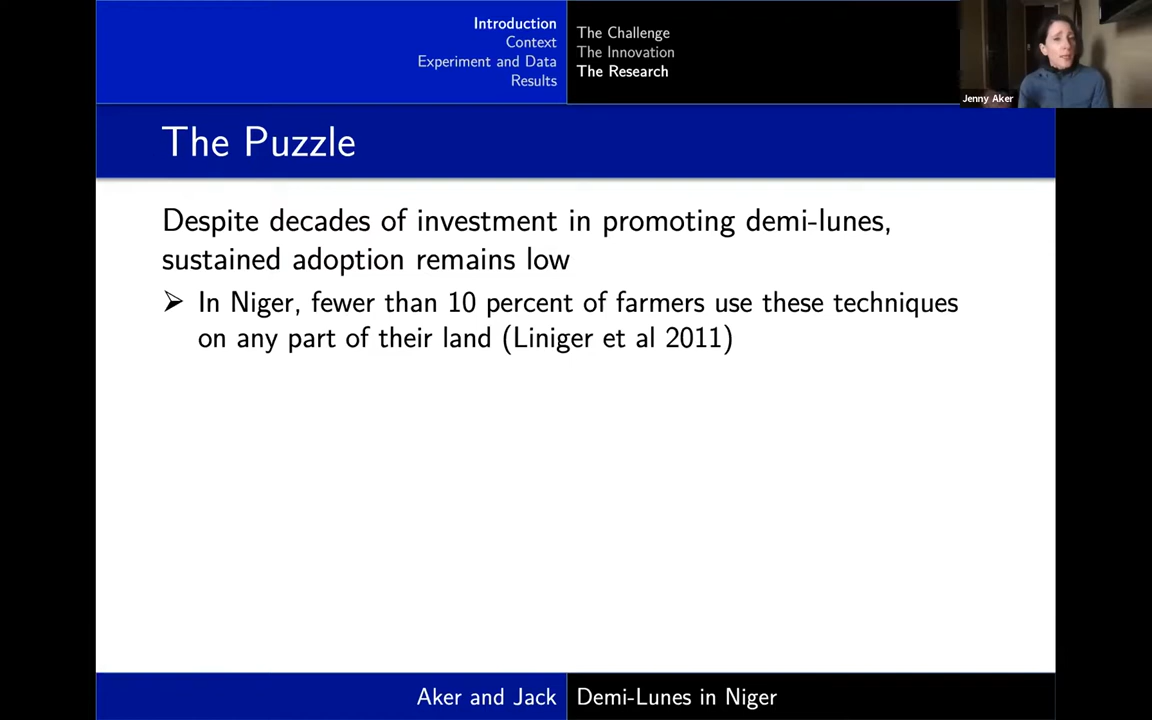 Introduction
Context
Experiment and Data
Results
The Challenge
The Innovation
The Research
Jenny Aker
The Puzzle
Despite decades of investment in promoting demi-lunes,
sustained adoption remains low
➤ In Niger, fewer than 10 percent of farmers use these techniques
on any part of their land (Liniger et al 2011)
Aker and Jack
Demi-Lunes in Niger